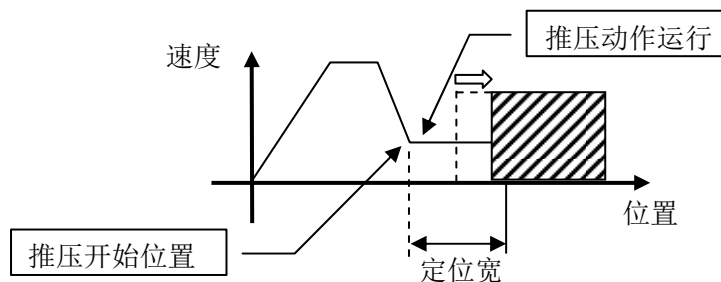 推压动作运行
速度
位置
推压开始位置
定位宽